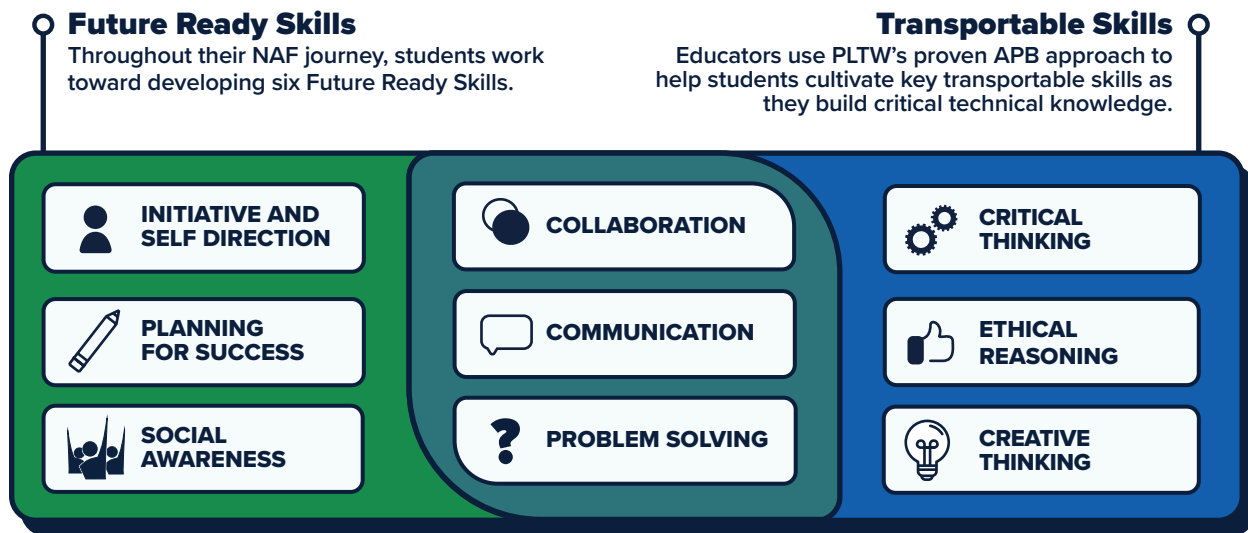 Future Ready Skills
Throughout their NAF journey, students work
toward developing six Future Ready Skills.
Transportable Skills
Educators use PLTW's proven APB approach to
help students cultivate key transportable skills as
they build critical technical knowledge.
INITIATIVE AND
SELF DIRECTION
PLANNING
FOR SUCCESS
SOCIAL
AWARENESS
COLLABORATION
COMMUNICATION
PROBLEM SOLVING
CRITICAL
THINKING
ETHICAL
REASONING
CREATIVE
THINKING